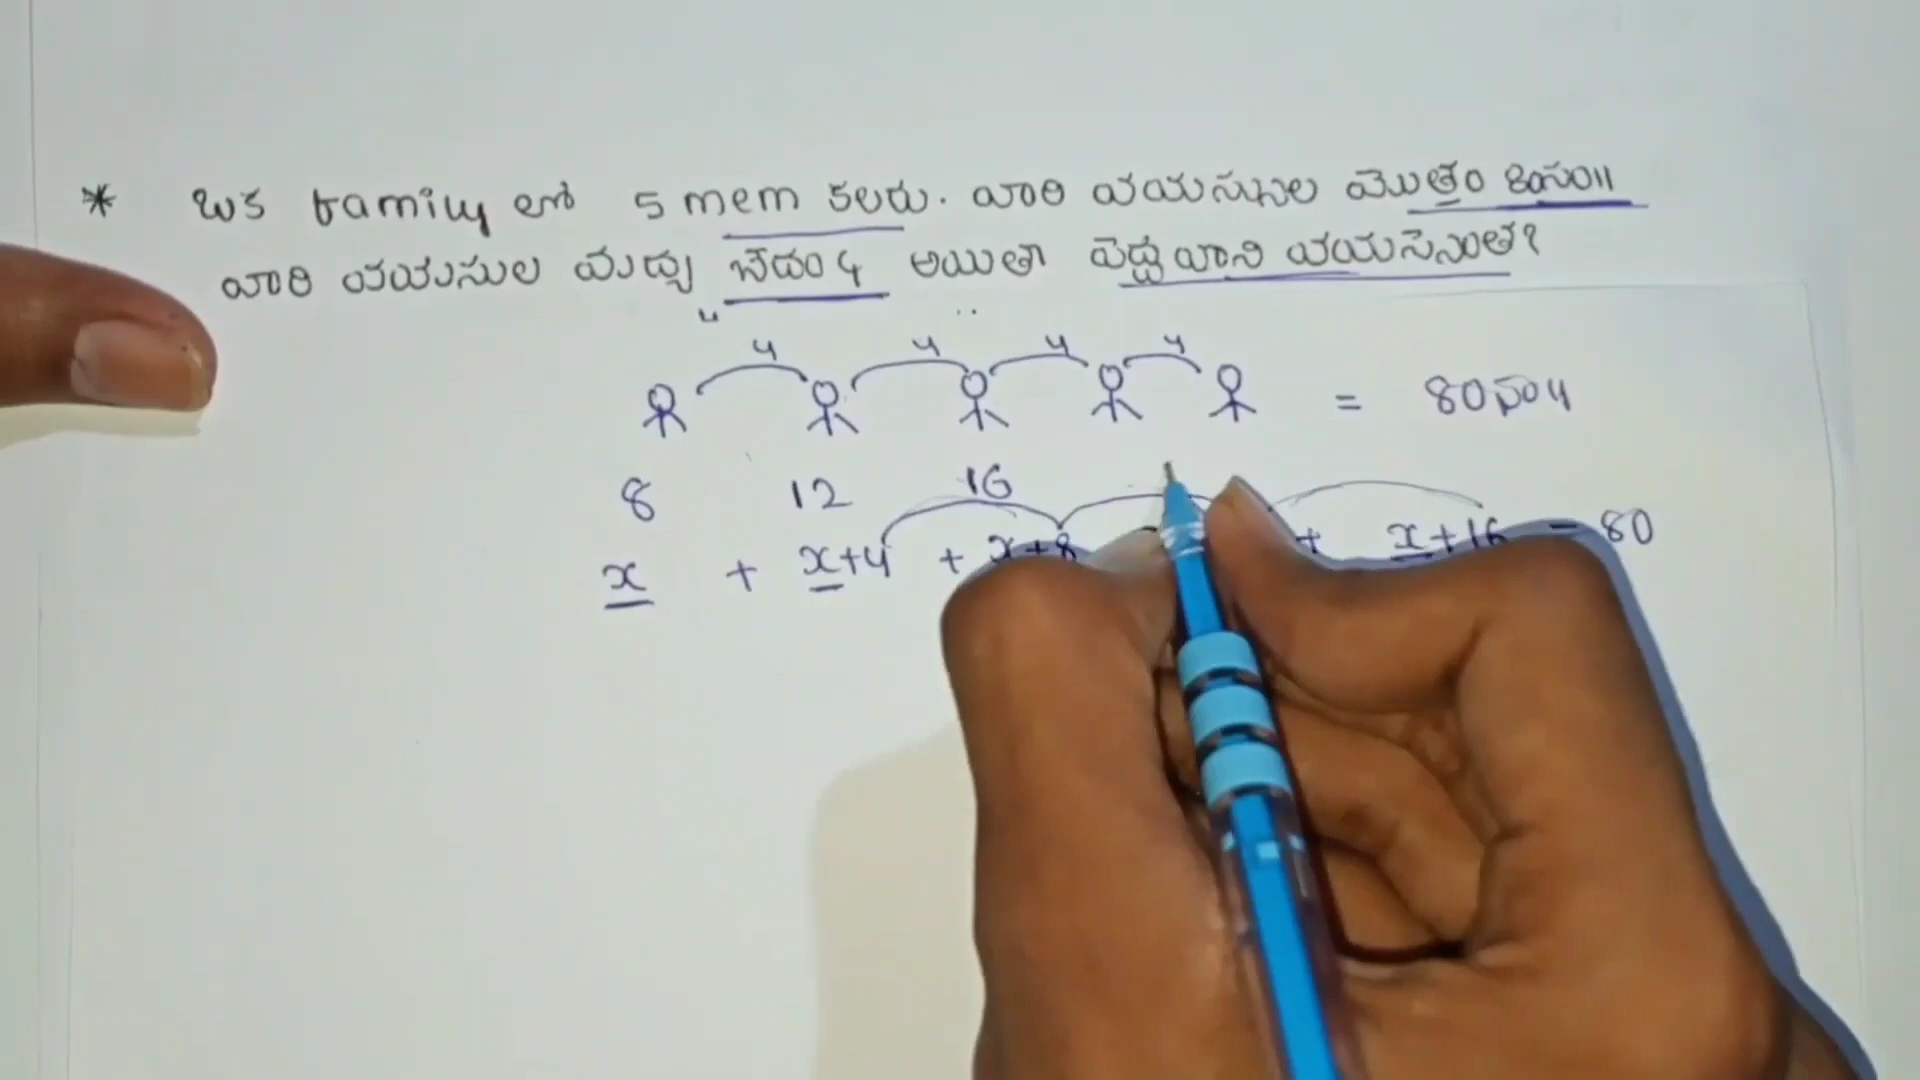 * ఒక family లో 5 mem కలరు. వారి వయసుల మొత్తం 80సం॥
వారి వయసుల మధ్య బేదం 4 అయితే పెద్దవాని వయసెంత?
4 4 4 4
= 80సం॥
8 12 16
x + x+4 + x+8 + x+16 = 80